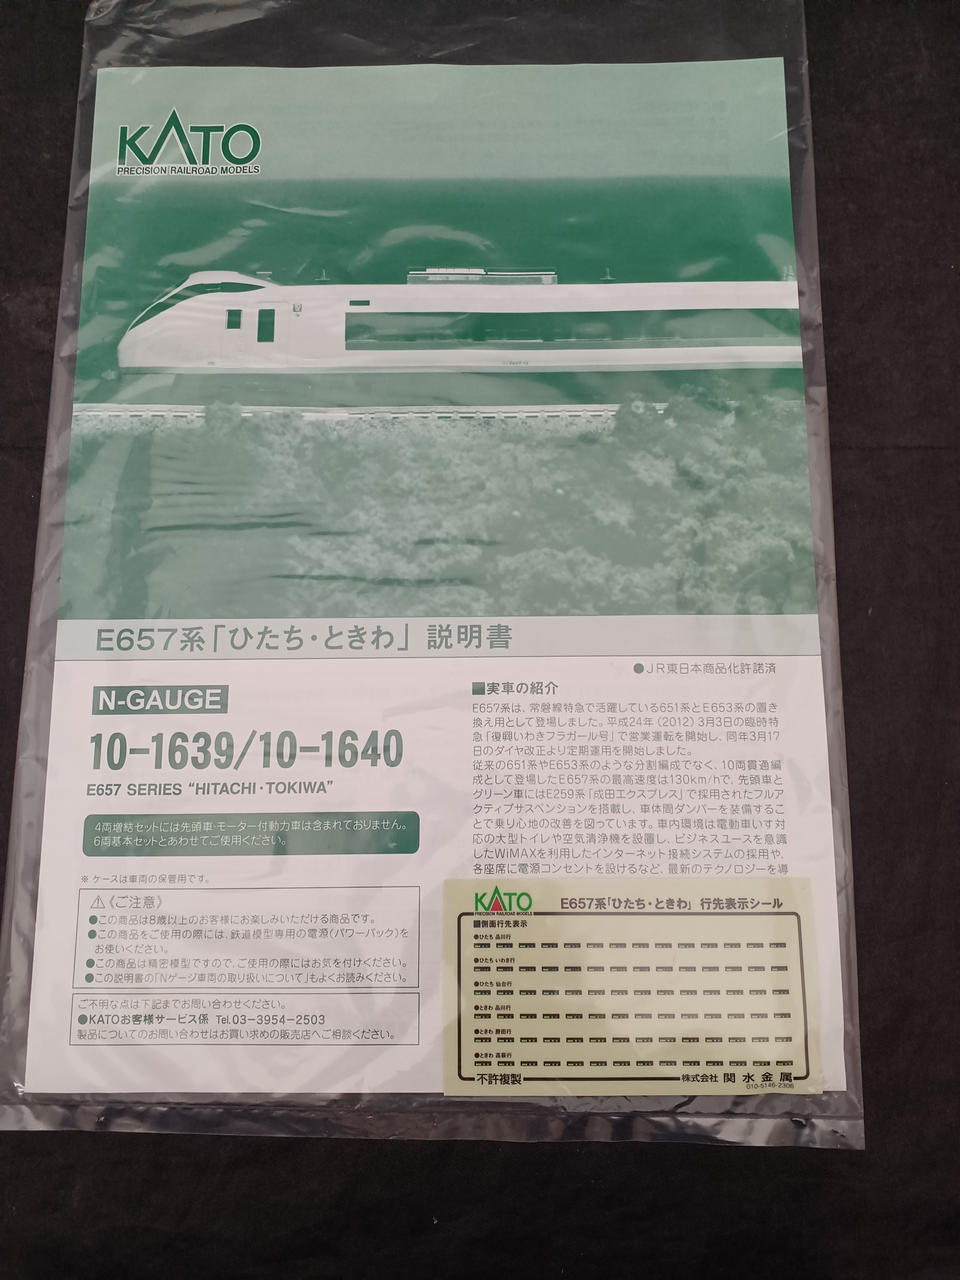 KATO
PRECISION RAILROAD MODELS
E657系「ひたち・ときわ」説明書
●JR東日本商品化許諾済
N-GAUGE
10-1639/10-1640
E657 SERIES “HITACHI・TOKIWA”
4両増結セットには先頭車・モーター付動力車は含まれておりません。
6両基本セットとあわせてご使用ください。
※ ケースは車両の保管用です。
⚠《ご注意》
●この商品は8歳以上のお客様にお楽しみいただける商品です。
●この商品をご使用の際には、鉄道模型専用の電源(パワーパック)を
お使いください。
●この商品は精密模型ですので、ご使用の際にはお気を付けください。
●この説明書の「Nゲージ車両の取り扱いについて」もよくお読みください。
ご不明な点は下記までお問い合わせください。
●KATOお客様サービス係 Tel.03-3954-2503
製品についてのお問い合わせはお買い求めの販売店へご相談ください。
■実車の紹介
E657系は、常磐線特急で活躍している651系とE653系の置き
換え用として登場しました。平成24年(2012)3月3日の臨時特
急「復興いわきフラガール号」で営業運転を開始し、同年3月17
日のダイヤ改正より定期運用を開始しました。
従来の651系やE653系のような分割編成でなく、10両貫通編
成として登場したE657系の最高速度は130km/hで、先頭車と
グリーン車にはE259系「成田エクスプレス」で採用されたフルア
クティブサスペンションを搭載し、車体間ダンパーを装備するこ
とで乗り心地の改善を図っています。車内環境は電動車いす対
応の大型トイレや空気清浄機を設置し、ビジネスユースを意識
したWiMAXを利用したインターネット接続システムの採用や、
各座席に電源コンセントを設けるなど、最新のテクノロジーを導
KATO
PRECISION RAILROAD MODELS
E657系「ひたち・ときわ」 行先表示シール
■側面行先表示
●ひたち 品川行
●ひたち いわき行
●ひたち 仙台行
●ときわ 品川行
●ときわ 勝田行
●ときわ 高萩行
不許複製
株式会社 関水金属
010-5146-2306